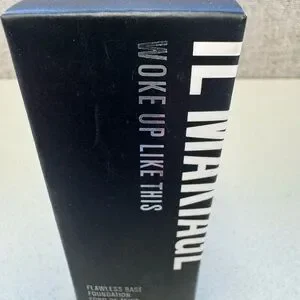 IL MAKIAGE
WOKE UP LIKE THIS
FLAWLESS BASE
FOUNDATION